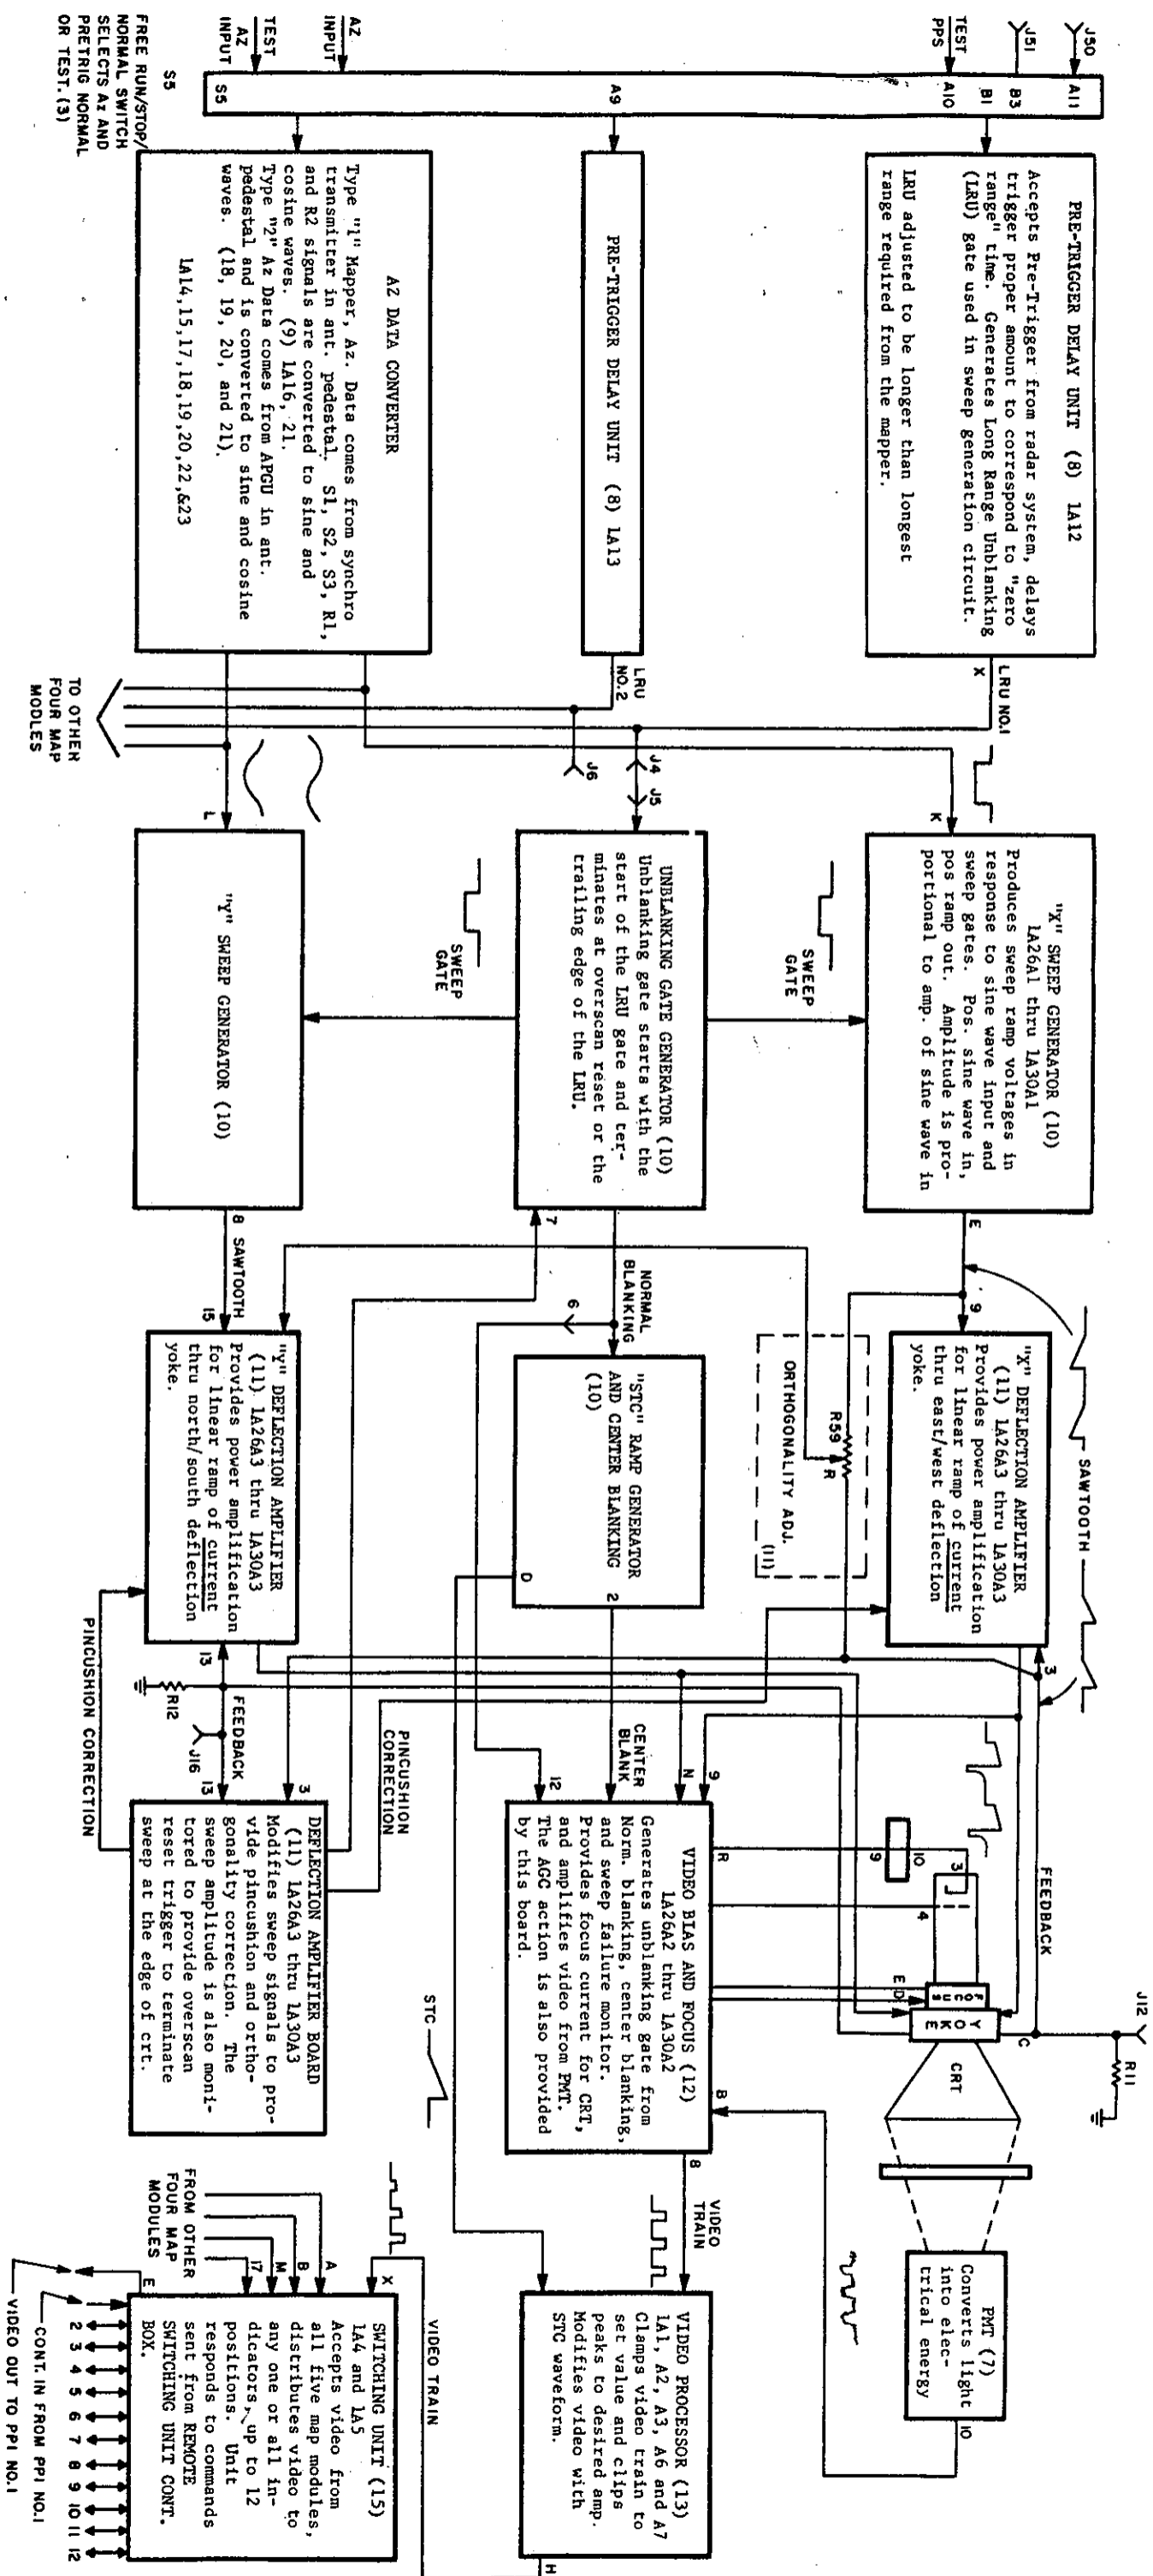 J50
A11
J51
B3
B1
TEST
PPS
A10
A9
AZ
INPUT
TEST
AZ
INPUT
S5
S5
FREE RUN/STOP/
NORMAL SWITCH
SELECTS Az AND
PRETRIG NORMAL
OR TEST. (3)
PRE-TRIGGER DELAY UNIT (8) 1A12
Accepts Pre-Trigger from radar system, delays
trigger proper amount to correspond to "zero
range" time. Generates Long Range Unblanking
(LRU) gate used in sweep generation circuit.
LRU adjusted to be longer than longest
range required from the mapper.
PRE-TRIGGER DELAY UNIT (8) 1A13
AZ DATA CONVERTER
Type "1" Mapper, Az. Data comes from synchro
transmitter in ant. pedestal. S1, S2, S3, R1,
and R2 signals are converted to sine and
cosine waves. (9) 1A16, 21.
Type "2" Az Data comes from APGU in ant.
pedestal and is converted to sine and cosine
waves. (18, 19, 20, and 21).
1A14,15,17,18,19,20,22,&23
X
LRU NO.1
LRU
NO.2
J4
J5
J6
TO OTHER
FOUR MAP
MODLES
K
L
"X" SWEEP GENERATOR (10)
1A26A1 thru 1A30A1
Produces sweep ramp voltages in
response to sine wave input and
sweep gates. Pos. sine wave in,
pos ramp out. Amplitude is pro-
portional to amp. of sine wave in
SWEEP
GATE
UNBLANKING GATE GENERATOR (10)
Unblanking gate starts with the
start of the LRU gate and ter-
minates at overscan reset or the
trailing edge of the LRU.
SWEEP
GATE
"Y" SWEEP GENERATOR (10)
E
9
SAWTOOTH
7
NORMAL
BLANKING
6
8
SAWTOOTH
15
"X" DEFLECTION AMPLIFIER
(11) 1A26A3 thru 1A30A3
Provides power amplification
for linear ramp of current
thru east/west deflection
yoke.
3
R59
R
ORTHOGONALITY ADJ.
(11)
"STC" RAMP GENERATOR
AND CENTER BLANKING
(10)
2
D
"Y" DEFLECTION AMPLIFIER
(11) 1A26A3 thru 1A30A3
Provides power amplification
for linear ramp of current
thru north/south deflection
yoke.
13
R12
FEEDBACK
J16
13
3
PINCUSHION CORRECTION
PINCUSHION
CORRECTION
CENTER
BLANK
9
N
12
FEEDBACK
J12
R11
C
3
4
10
9
R
E
D
FOCUS
YOKE
CRT
VIDEO BIAS AND FOCUS (12)
1A26A2 thru 1A30A2
Generates unblanking gate from
Norm. blanking, center blanking,
and sweep failure monitor.
Provides focus current for CRT,
and amplifies video from PMT.
The AGC action is also provided
by this board.
B
8
DEFLECTION AMPLIFIER BOARD
(11) 1A26A3 thru 1A30A3
Modifies sweep signals to pro-
vide pincushion and ortho-
gonality correction. The
sweep amplitude is also moni-
tored to provide overscan
reset trigger to terminate
sweep at the edge of crt.
STC
PMT (7)
Converts light
into elec-
trical energy
10
VIDEO
TRAIN
VIDEO PROCESSOR (13)
1A1, A2, A3, A6 and A7
Clamps video train to
set value and clips
peaks to desired amp.
Modifies video with
STC waveform.
H
VIDEO TRAIN
X
A
B
M
17
FROM OTHER
FOUR MAP
MODULES
E
SWITCHING UNIT (15)
1A4 and 1A5
Accepts video from
all five map modules,
distributes video to
any one or all in-
dicators, up to 12
positions. Unit
responds to commands
sent from REMOTE
SWITCHING UNIT CONT.
BOX.
2 3 4 5 6 7 8 9 10 11 12
CONT. IN FROM PPI NO.1
VIDEO OUT TO PPI NO.1